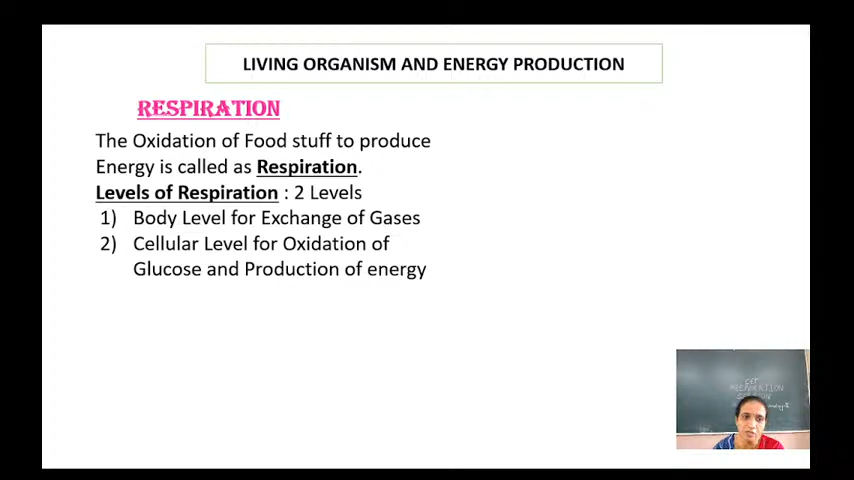 LIVING ORGANISM AND ENERGY PRODUCTION
RESPIRATION
The Oxidation of Food stuff to produce
Energy is called as Respiration.
Levels of Respiration : 2 Levels
1) Body Level for Exchange of Gases
2) Cellular Level for Oxidation of
Glucose and Production of energy